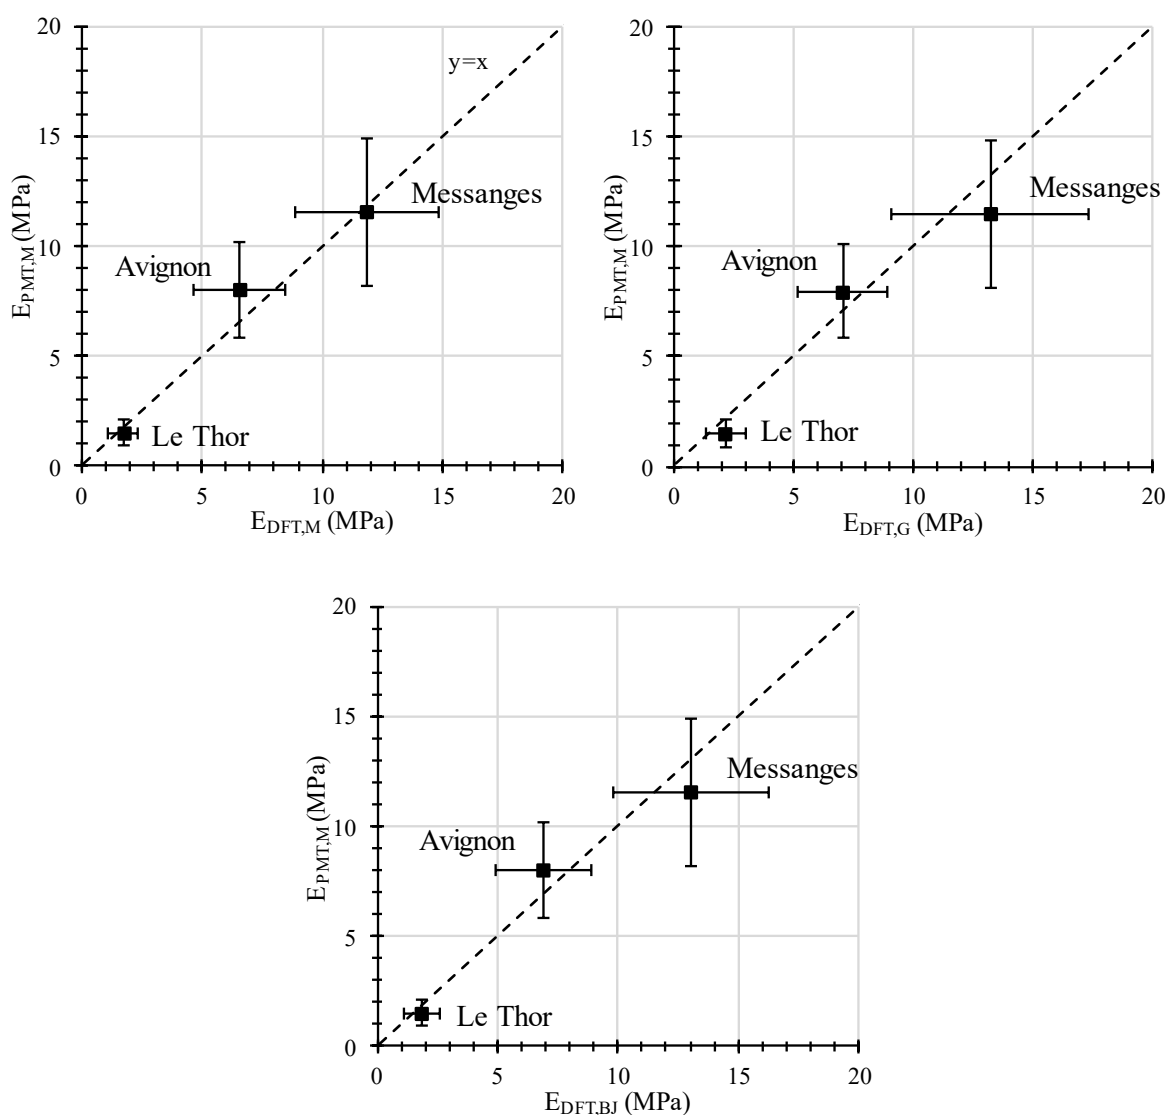 20
15
10
5
0
E_PMT,M (MPa)
y=x
Messanges
Avignon
Le Thor
0 5 10 15 20
E_DFT,M (MPa)
20
15
10
5
0
E_PMT,M (MPa)
Messanges
Avignon
Le Thor
0 5 10 15 20
E_DFT,G (MPa)
20
15
10
5
0
E_PMT,M (MPa)
Messanges
Avignon
Le Thor
0 5 10 15 20
E_DFT,BJ (MPa)